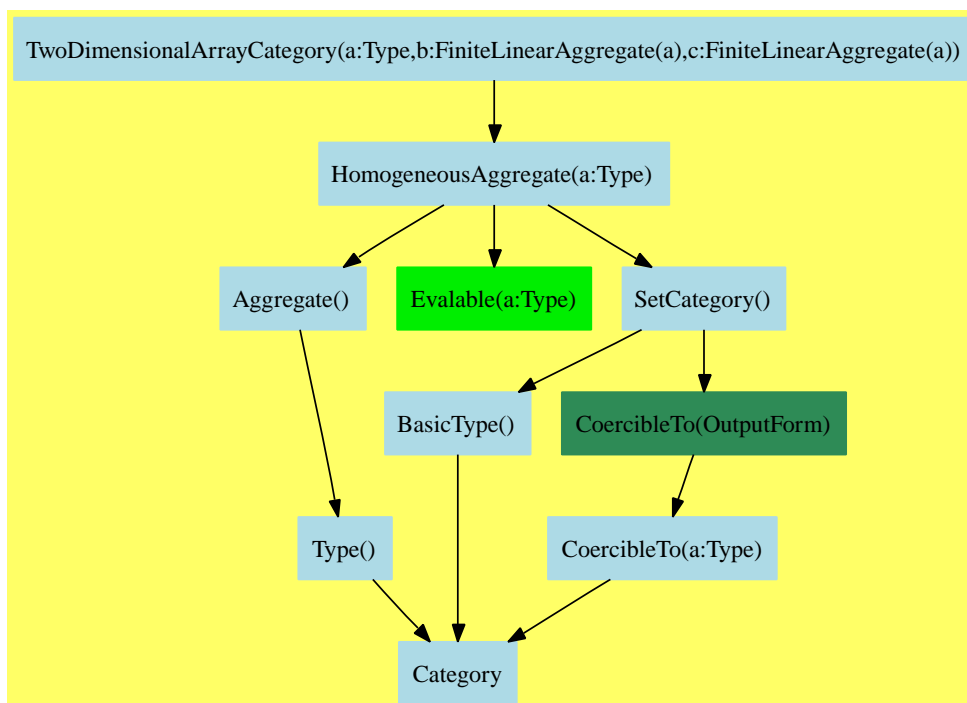 TwoDimensionalArrayCategory(a:Type,b:FiniteLinearAggregate(a),c:FiniteLinearAggregate(a))
HomogeneousAggregate(a:Type)
Aggregate()
Evalable(a:Type)
SetCategory()
BasicType()
CoercibleTo(OutputForm)
Type()
CoercibleTo(a:Type)
Category